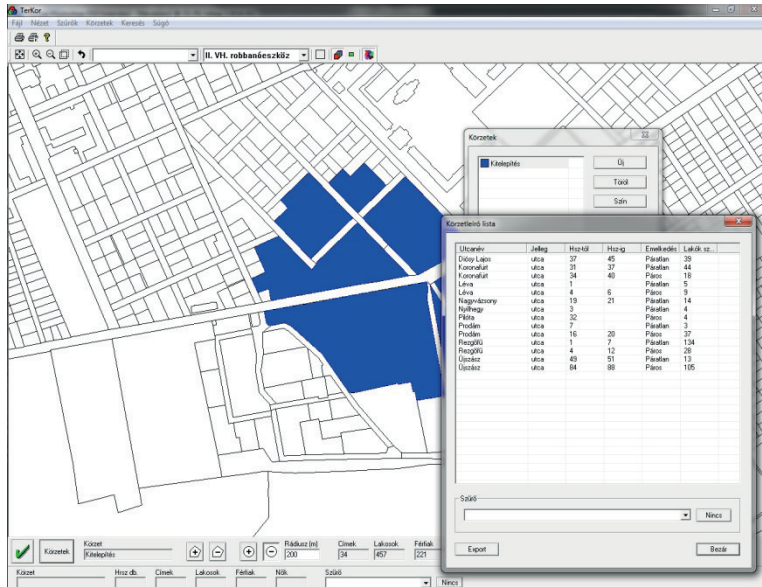 TerKor
Fájl Nézet Szűrők Körzetek Keresés Súgó
II. VH. robbanóeszköz
Körzetek
Kitelepítés
Új
Töröl
Szín
Körzetleíró lista
Utcanév Jelleg Hsz-tól Hsz-ig Emelkedés Lakók sz...
Diósy Lajos utca 37 45 Páratlan 39
Koronafürt utca 31 37 Páratlan 44
Koronafürt utca 34 40 Páros 18
Léva utca 1 Páratlan 5
Léva utca 4 6 Páros 9
Nagyvázsony utca 19 21 Páratlan 14
Nyílhegy utca 3 Páratlan 4
Pilóta utca 32 Páros 4
Prodám utca 7 Páratlan 3
Prodám utca 16 20 Páros 37
Rezgőfű utca 1 7 Páratlan 134
Rezgőfű utca 4 12 Páros 28
Újszász utca 49 51 Páratlan 13
Újszász utca 84 88 Páros 105
Szűrő
Nincs
Export Bezár
Körzetek
Körzet Rádiusz (m) Címek Lakosok Férfiak
Kitelepítés 200 34 457 221
Körzet Hrsz db. Címek Lakosok Férfiak Nők Szűrő
Nincs